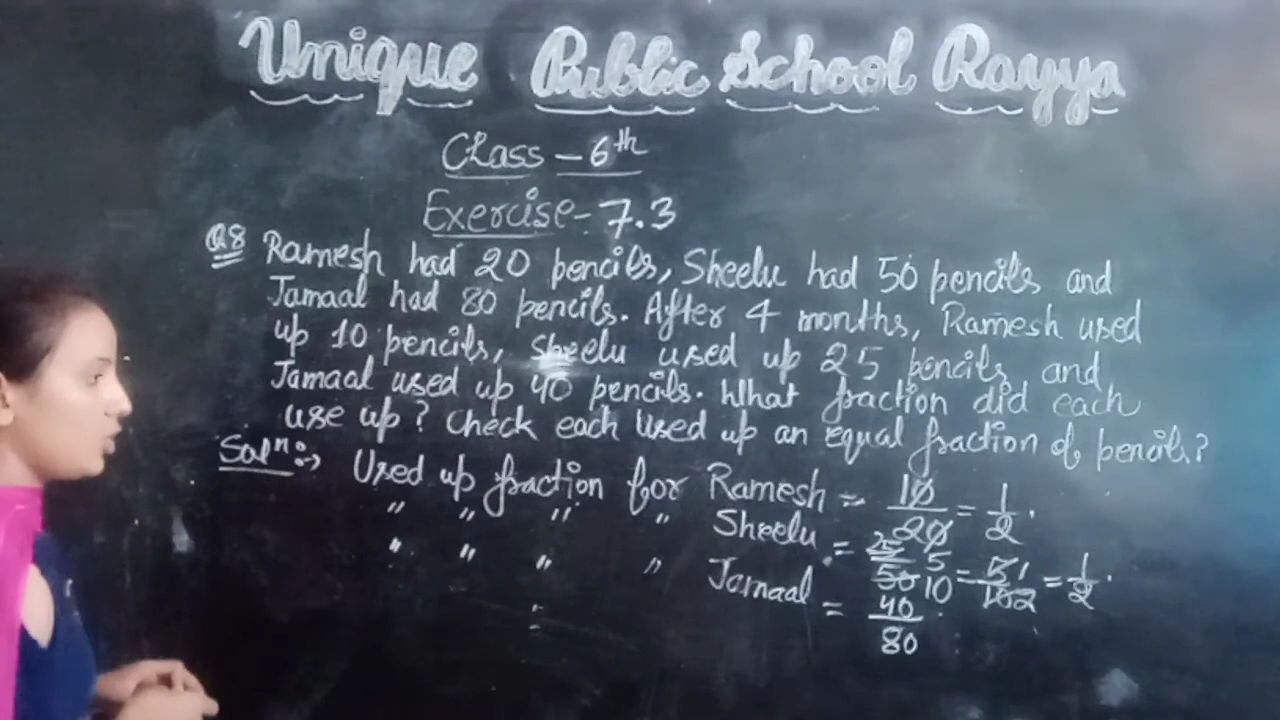 Unique Public School Rayya
Class - 6th
Exercise - 7.3
Q8 Ramesh had 20 pencils, Sheelu had 50 pencils and
Jamaal had 80 pencils. After 4 months, Ramesh used
up 10 pencils, Sheelu used up 25 pencils and
Jamaal used up 40 pencils. What fraction did each
use up? Check each used up an equal fraction of pencils?
Solⁿ:→ Used up fraction for Ramesh = 10/20 = 1/2.
" " " " Sheelu = 25/50 5/10 = 5 1/10 2 = 1/2.
" " " " Jamaal = 40/80